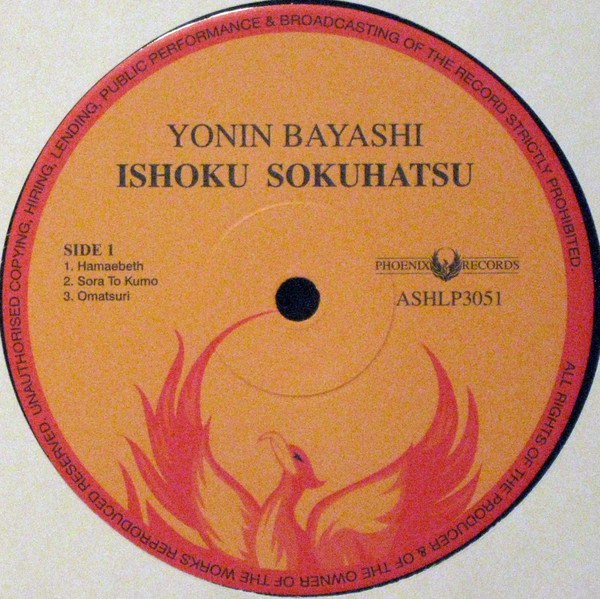 YONIN BAYASHI
ISHOKU SOKUHATSU
SIDE 1
1. Hamaebeth
2. Sora To Kumo
3. Omatsuri
PHOENIX RECORDS
ASHLP3051
ALL RIGHTS OF THE PRODUCER & OF THE OWNER OF THE WORKS REPRODUCED RESERVED. UNAUTHORISED COPYING, HIRING, LENDING, PUBLIC PERFORMANCE & BROADCASTING OF THE RECORD STRICTLY PROHIBITED.